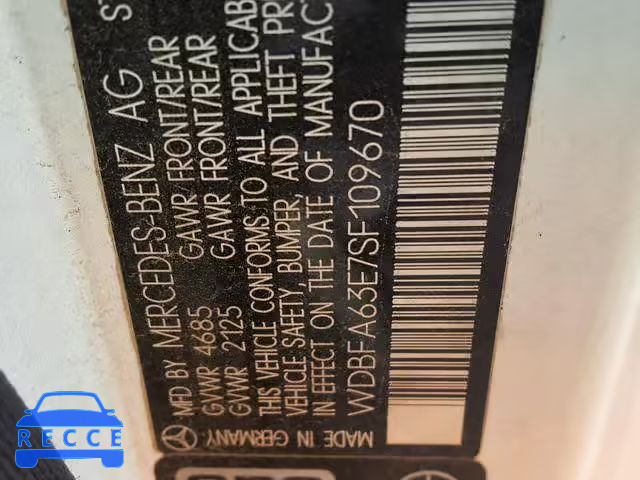 MFD BY MERCEDES-BENZ AG ST
GVWR 4685 GAWR FRONT/REAR
GVWR 2125 GAWR FRONT/REAR
THIS VEHICLE CONFORMS TO ALL APPLICAB
VEHICLE SAFETY, BUMPER, AND THEFT PR
IN EFFECT ON THE DATE OF MANUFACT
MADE IN GERMANY
WDBFA63E7SF109670
RECCE